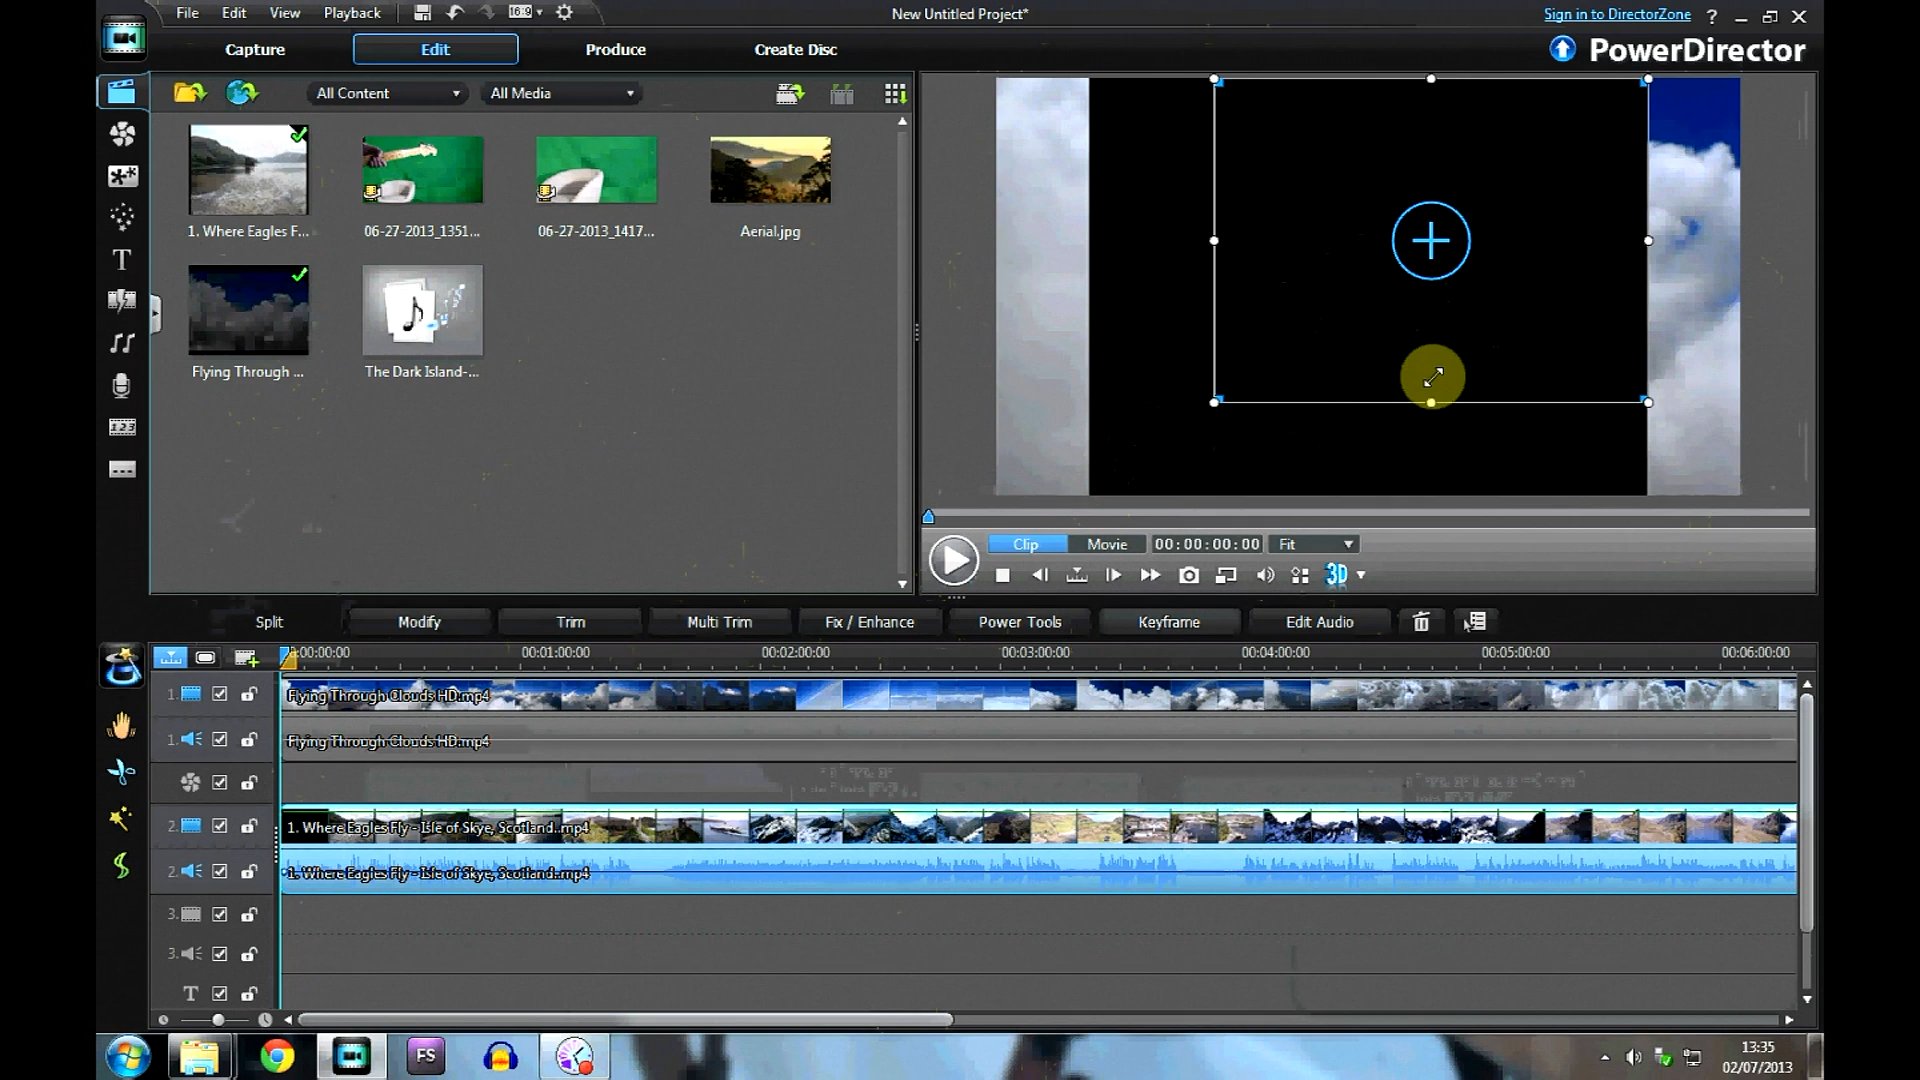 File Edit View Playback 16:9 New Untitled Project* Sign in to DirectorZone ?
Capture Edit Produce Create Disc PowerDirector
All Content All Media
1. Where Eagles F... 06-27-2013_1351... 06-27-2013_1417... Aerial.jpg
Flying Through ... The Dark Island-...
Clip Movie 00:00:00:00 Fit
3D
Split Modify Trim Multi Trim Fix / Enhance Power Tools Keyframe Edit Audio
00:00:00 00:01:00:00 00:02:00:00 00:03:00:00 00:04:00:00 00:05:00:00 00:06:00:00
1. Flying Through Clouds HD.mp4
1. Flying Through Clouds HD.mp4
2. 1. Where Eagles Fly - Isle of Skye, Scotland..mp4
2. 1. Where Eagles Fly - Isle of Skye, Scotland..mp4
3.
3.
T
FS 13:35
02/07/2013